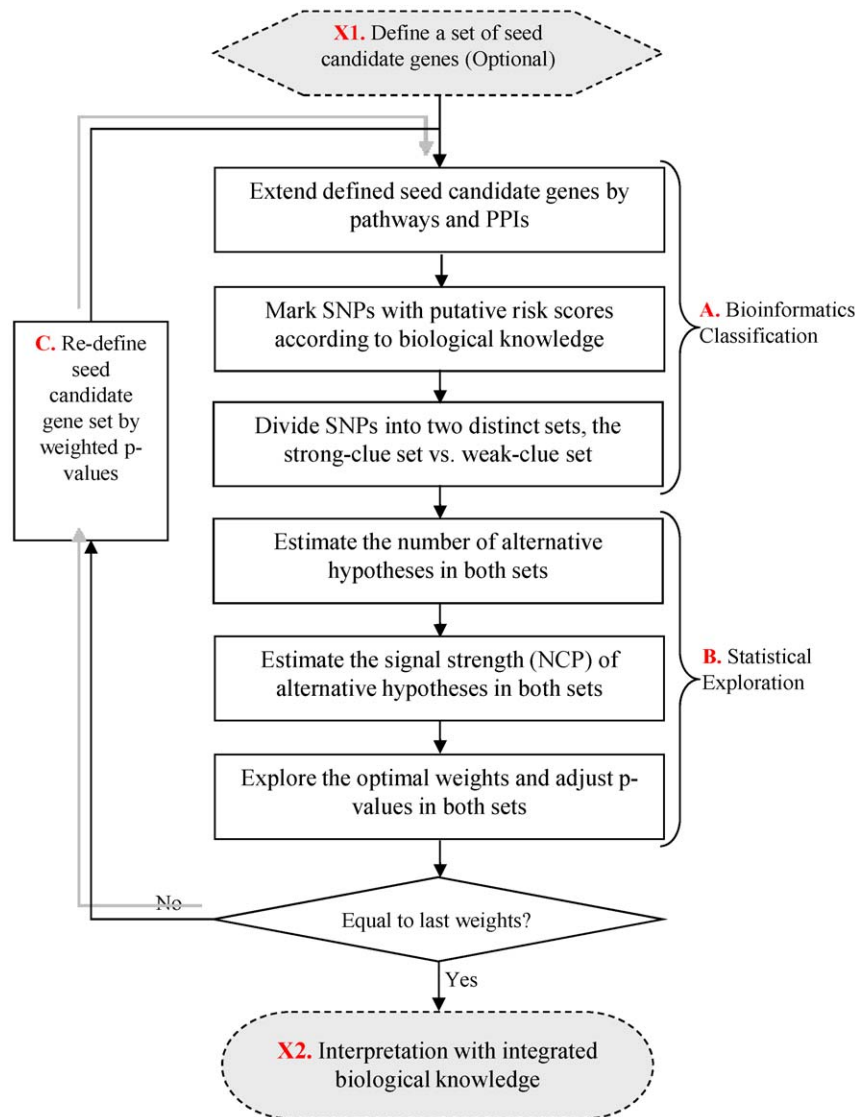 X1. Define a set of seed
candidate genes (Optional)
Extend defined seed candidate genes by
pathways and PPIs
Mark SNPs with putative risk scores
according to biological knowledge
A. Bioinformatics
Classification
C. Re-define
seed
candidate
gene set by
weighted p-
values
Divide SNPs into two distinct sets, the
strong-clue set vs. weak-clue set
Estimate the number of alternative
hypotheses in both sets
Estimate the signal strength (NCP) of
alternative hypotheses in both sets
B. Statistical
Exploration
Explore the optimal weights and adjust p-
values in both sets
No
Equal to last weights?
Yes
X2. Interpretation with integrated
biological knowledge